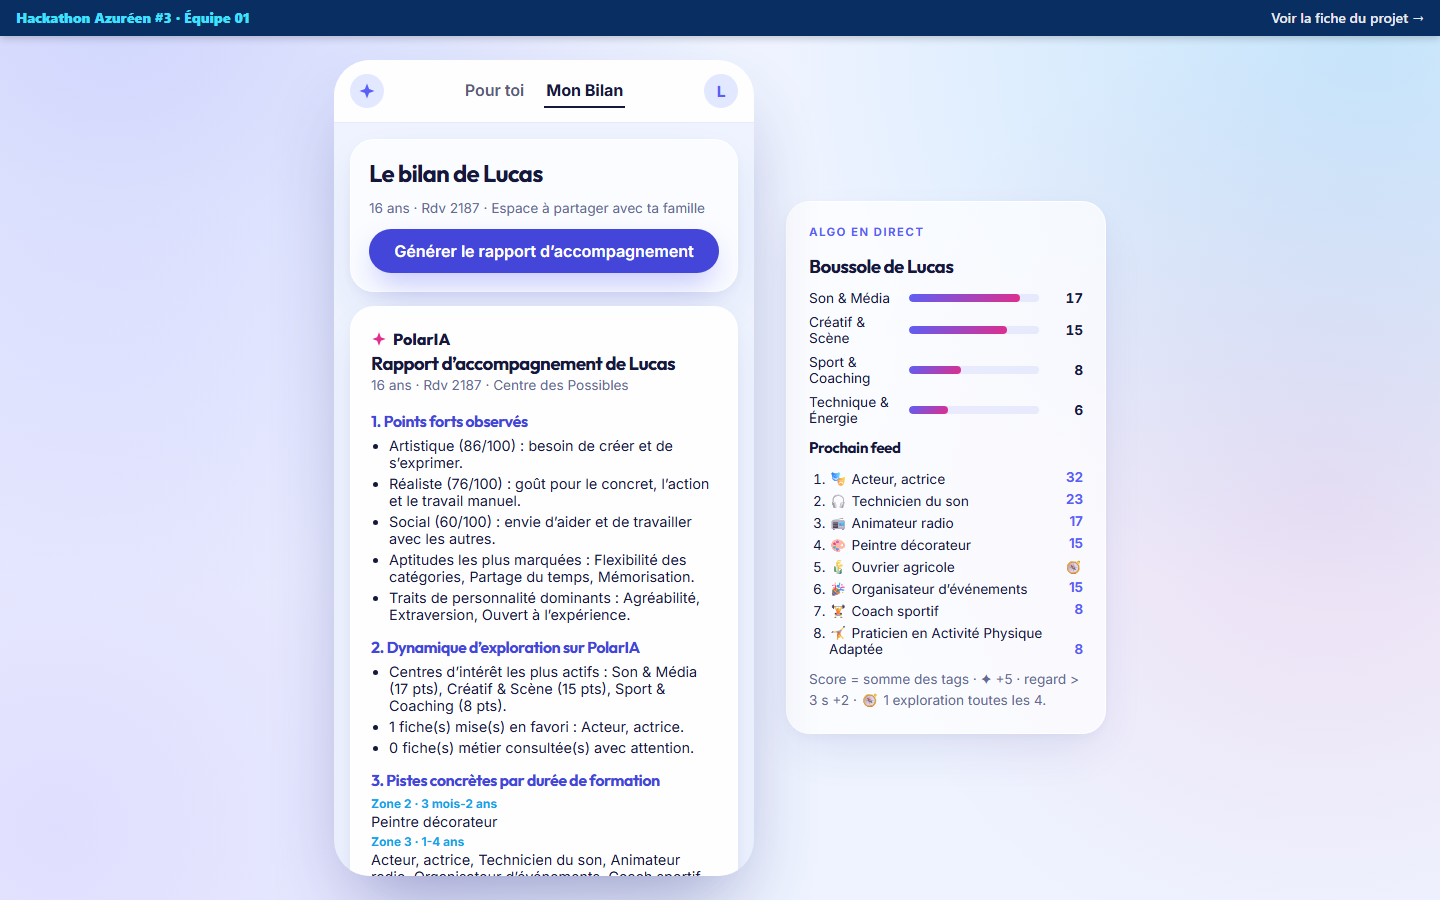 Hackathon Azuréen #3 · Équipe 01
Voir la fiche du projet →
Pour toi
Mon Bilan
L
Le bilan de Lucas
16 ans · Rdv 2187 · Espace à partager avec ta famille
Générer le rapport d’accompagnement
PolarIA
Rapport d’accompagnement de Lucas
16 ans · Rdv 2187 · Centre des Possibles
1. Points forts observés
• Artistique (86/100) : besoin de créer et de
s’exprimer.
• Réaliste (76/100) : goût pour le concret, l’action
et le travail manuel.
• Social (60/100) : envie d’aider et de travailler
avec les autres.
• Aptitudes les plus marquées : Flexibilité des
catégories, Partage du temps, Mémorisation.
• Traits de personnalité dominants : Agréabilité,
Extraversion, Ouvert à l’expérience.
2. Dynamique d’exploration sur PolarIA
• Centres d’intérêt les plus actifs : Son & Média
(17 pts), Créatif & Scène (15 pts), Sport &
Coaching (8 pts).
• 1 fiche(s) mise(s) en favori : Acteur, actrice.
• 0 fiche(s) métier consultée(s) avec attention.
3. Pistes concrètes par durée de formation
Zone 2 · 3 mois-2 ans
Peintre décorateur
Zone 3 · 1-4 ans
Acteur, actrice, Technicien du son, Animateur
radio, Organisateur d’événements, Coach sportif,
ALGO EN DIRECT
Boussole de Lucas
Son & Média 17
Créatif &
Scène 15
Sport &
Coaching 8
Technique &
Énergie 6
Prochain feed
1. Acteur, actrice 32
2. Technicien du son 23
3. Animateur radio 17
4. Peintre décorateur 15
5. Ouvrier agricole
6. Organisateur d’événements 15
7. Coach sportif 8
8. Praticien en Activité Physique
Adaptée 8
Score = somme des tags · ✦ +5 · regard >
3 s +2 · 🧭 1 exploration toutes les 4.